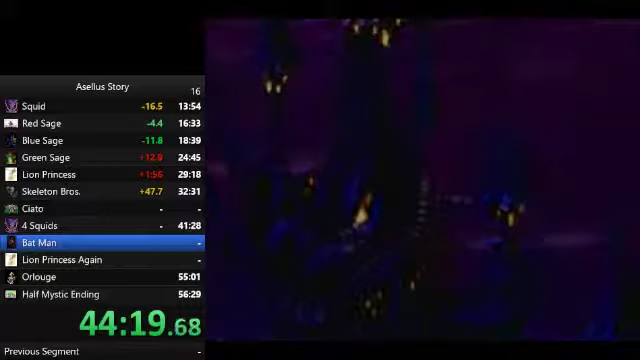 Asellus Story
16
Squid -16.5 13:54
Red Sage -4.4 16:33
Blue Sage -11.8 18:39
Green Sage +12.9 24:45
Lion Princess +1:56 29:18
Skeleton Bros. +47.7 32:31
Ciato - -
4 Squids - 41:28
Bat Man -
Lion Princess Again -
Orlouge 55:01
Half Mystic Ending 56:29
44:19.68
Previous Segment -